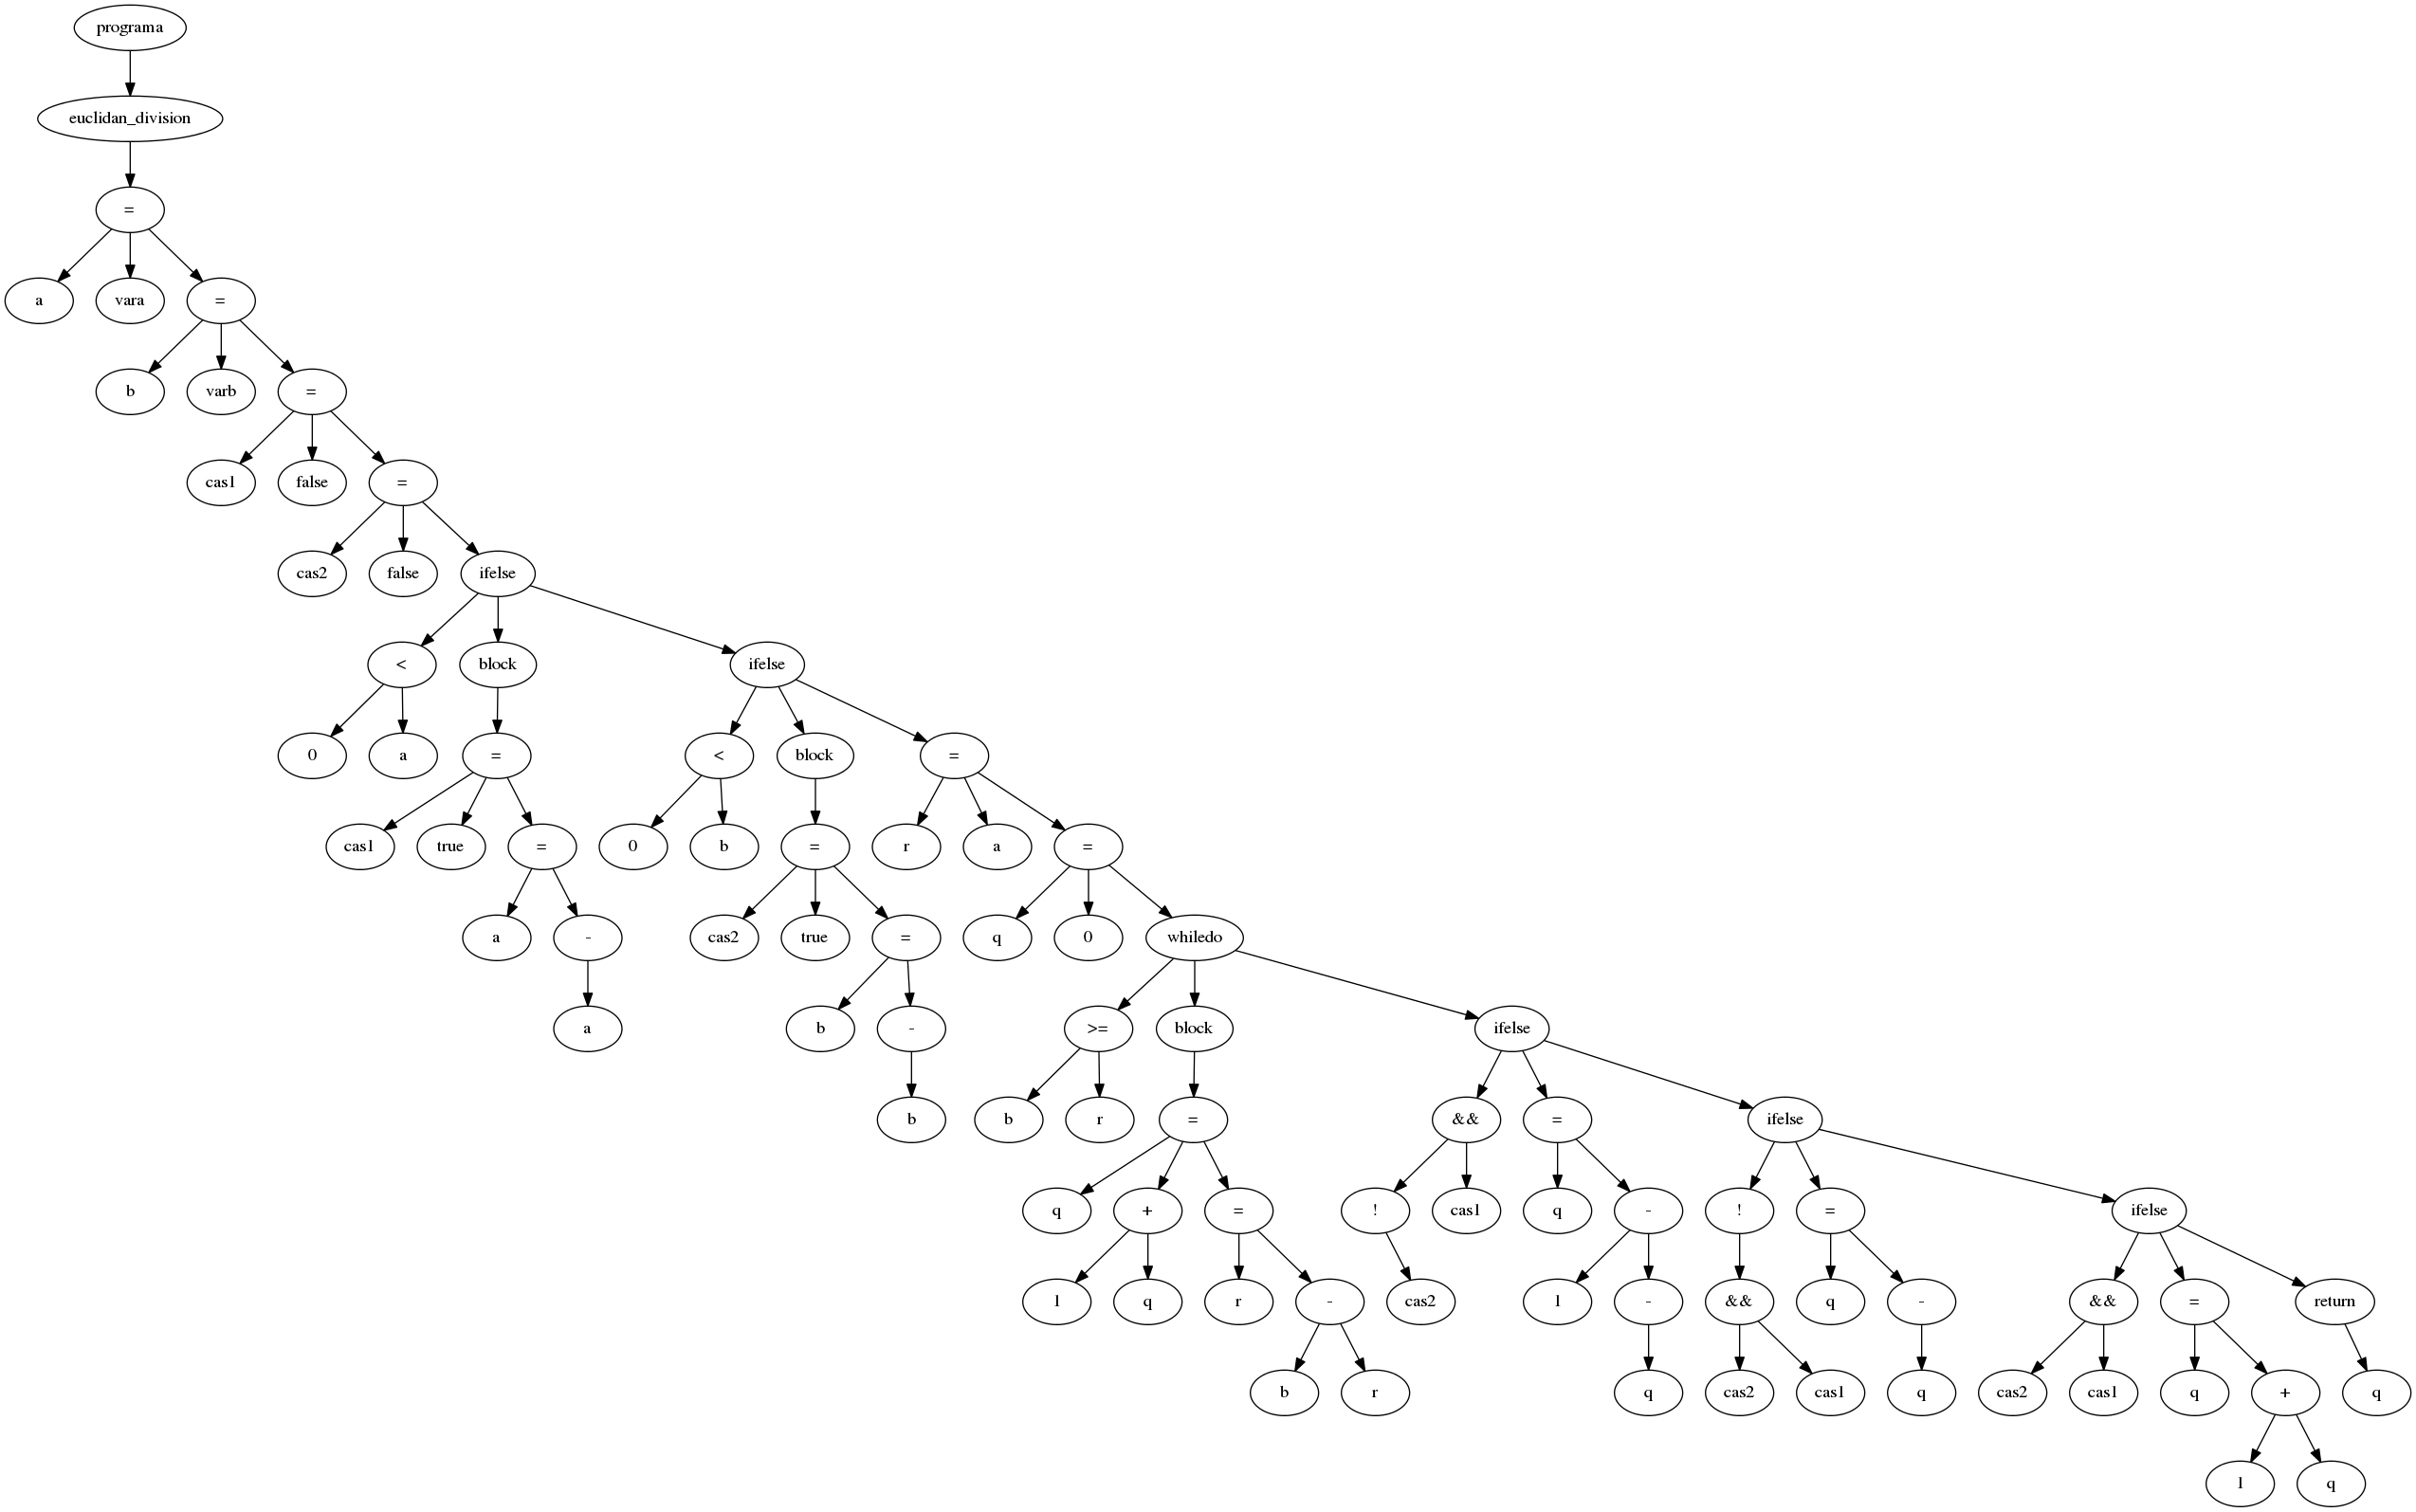 programa
euclidan_division
=
a vara =
b varb =
cas1 false =
cas2 false ifelse
< block ifelse
0 a = < block =
cas1 true = 0 b = r a =
a - cas2 true = q 0 whiledo
a b - >= block ifelse
b b r = && = ifelse
q + = ! cas1 q - ! = ifelse
1 q r - cas2 1 - && q - && = return
b r q cas2 cas1 q cas2 cas1 q + q
1 q